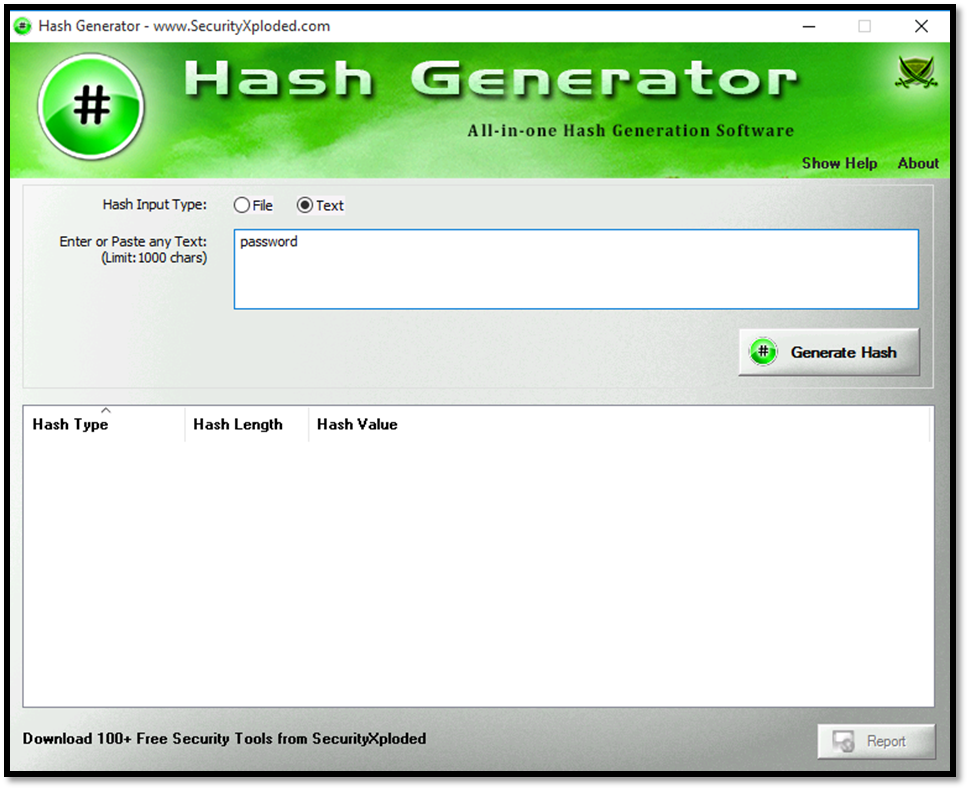 Hash Generator - www.SecurityXploded.com
#
Hash Generator
All-in-one Hash Generation Software
Show Help About
Hash Input Type: File Text
Enter or Paste any Text: password
(Limit:1000 chars)
# Generate Hash
Hash Type Hash Length Hash Value
Download 100+ Free Security Tools from SecurityXploded
Report